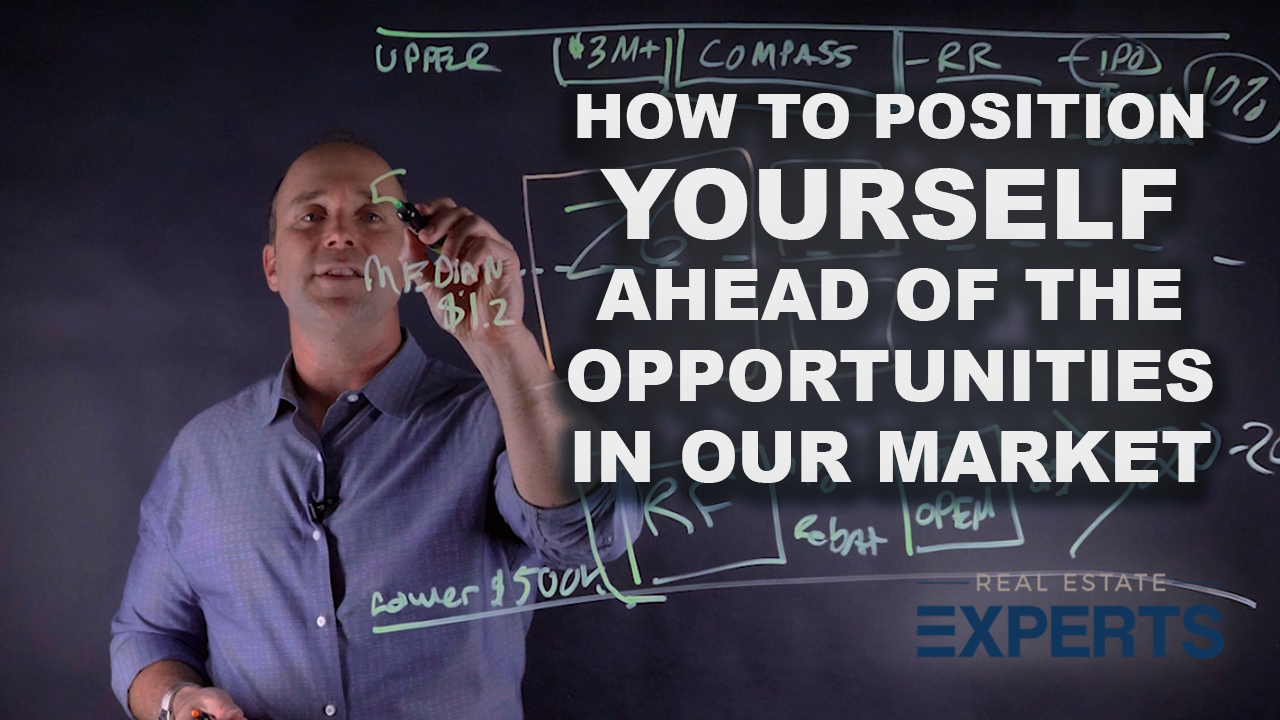 UPPER $3M+ COMPASS - RR - IPO 10%
HOW TO POSITION
YOURSELF
AHEAD OF THE
OPPORTUNITIES
IN OUR MARKET
5
MEDIAN
$1.2
RF Rebat OPEN
Lower $500K
REAL ESTATE
EXPERTS